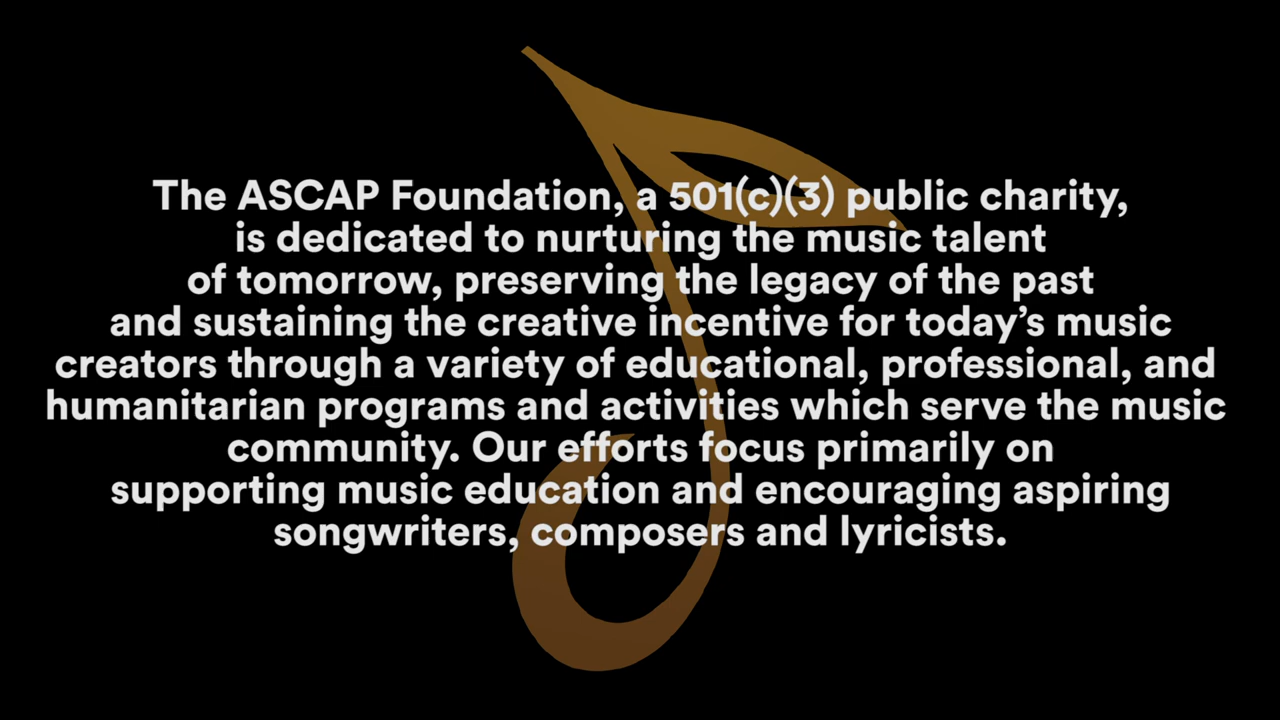 The ASCAP Foundation, a 501(c)(3) public charity,
is dedicated to nurturing the music talent
of tomorrow, preserving the legacy of the past
and sustaining the creative incentive for today’s music
creators through a variety of educational, professional, and
humanitarian programs and activities which serve the music
community. Our efforts focus primarily on
supporting music education and encouraging aspiring
songwriters, composers and lyricists.